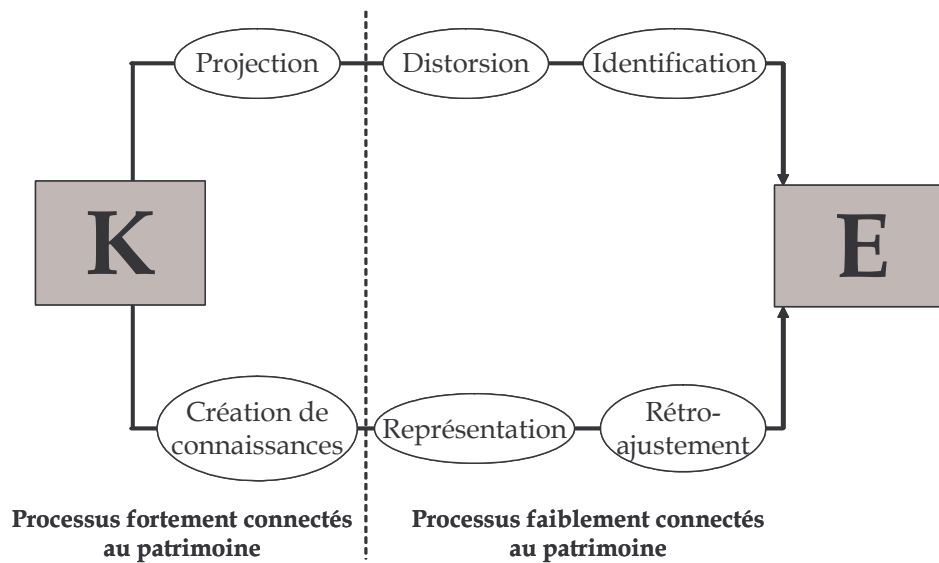 Projection
Distorsion
Identification
K
E
Création de
connaissances
Représentation
Rétro-
ajustement
Processus fortement connectés
au patrimoine
Processus faiblement connectés
au patrimoine